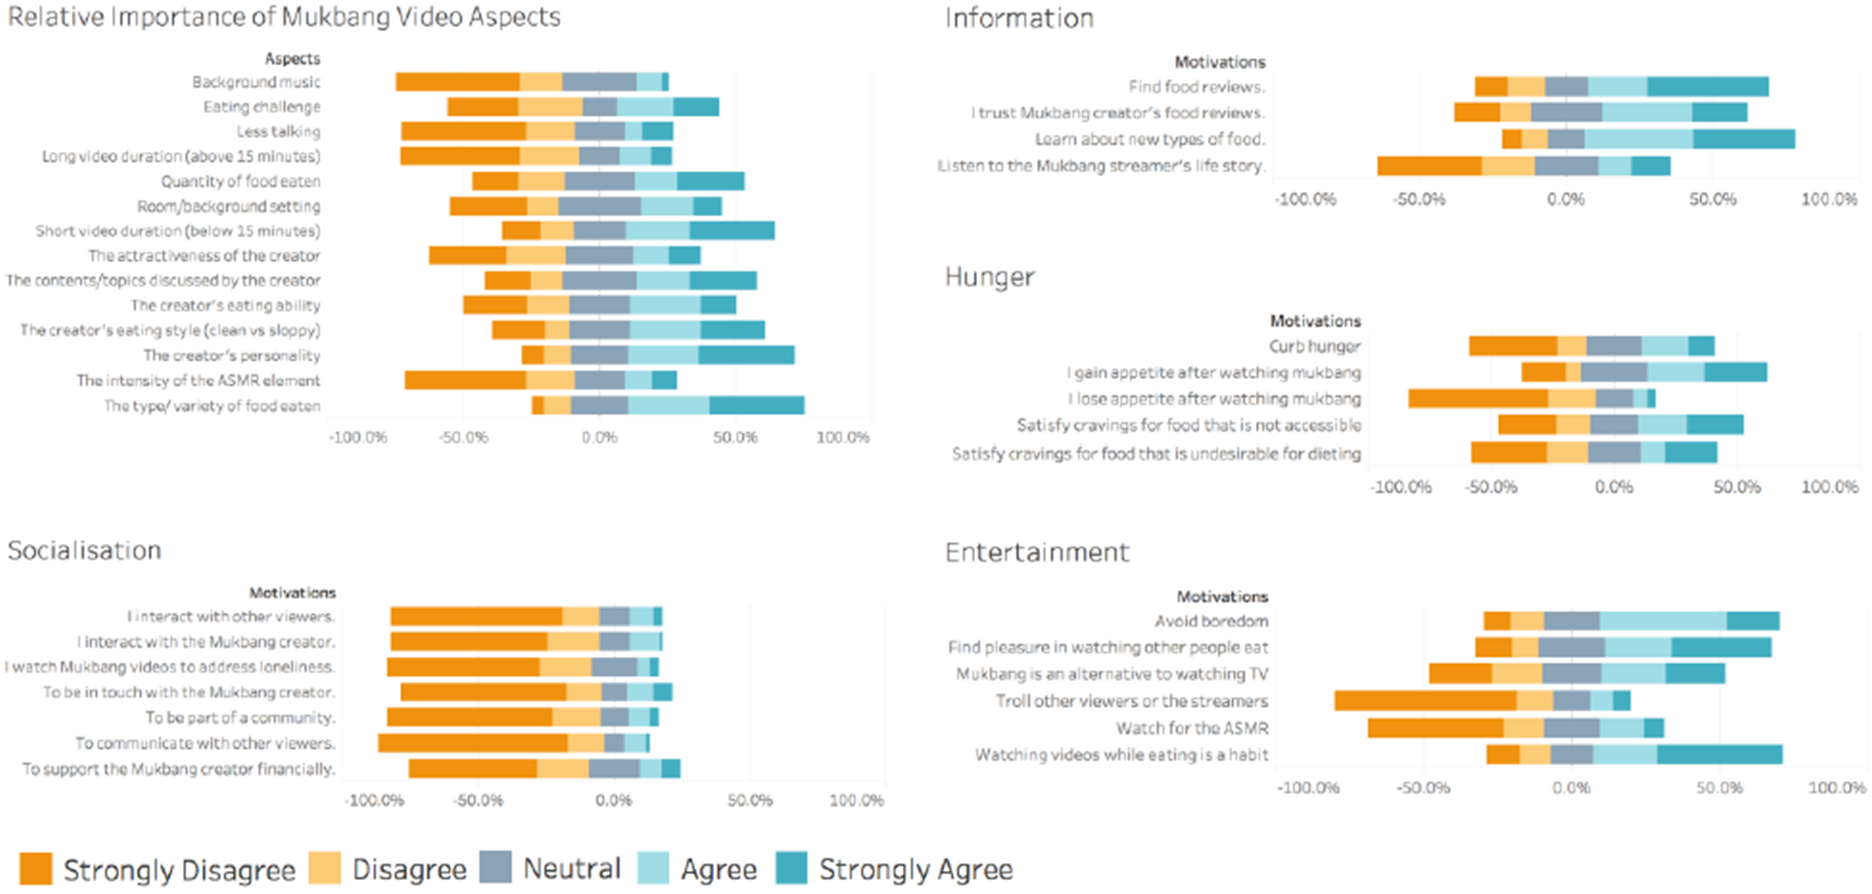 Relative Importance of Mukbang Video Aspects
Aspects
Background music
Eating challenge
Less talking
Long video duration (above 15 minutes)
Quantity of food eaten
Room/background setting
Short video duration (below 15 minutes)
The attractiveness of the creator
The contents/topics discussed by the creator
The creator's eating ability
The creator's eating style (clean vs sloppy)
The creator's personality
The intensity of the ASMR element
The type/ variety of food eaten
-100.0% -50.0% 0.0% 50.0% 100.0%
Socialisation
Motivations
I interact with other viewers.
I interact with the Mukbang creator.
I watch Mukbang videos to address loneliness.
To be in touch with the Mukbang creator.
To be part of a community.
To communicate with other viewers.
To support the Mukbang creator financially.
-100.0% -50.0% 0.0% 50.0% 100.0%
Information
Motivations
Find food reviews.
I trust Mukbang creator's food reviews.
Learn about new types of food.
Listen to the Mukbang streamer's life story.
-100.0% -50.0% 0.0% 50.0% 100.0%
Hunger
Motivations
Curb hunger
I gain appetite after watching mukbang
I lose appetite after watching mukbang
Satisfy cravings for food that is not accessible
Satisfy cravings for food that is undesirable for dieting
-100.0% -50.0% 0.0% 50.0% 100.0%
Entertainment
Motivations
Avoid boredom
Find pleasure in watching other people eat
Mukbang is an alternative to watching TV
Troll other viewers or the streamers
Watch for the ASMR
Watching videos while eating is a habit
-100.0% -50.0% 0.0% 50.0% 100.0%
Strongly Disagree Disagree Neutral Agree Strongly Agree